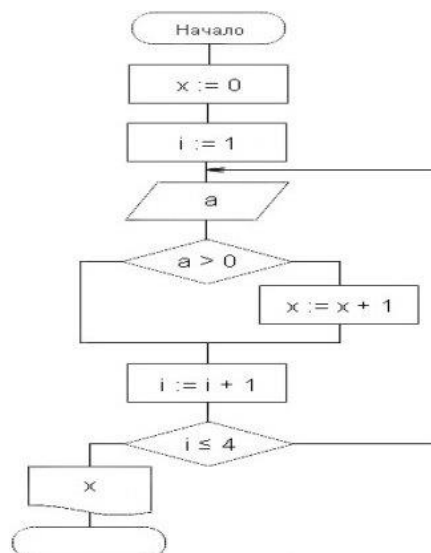 Начало
x := 0
i := 1
a
a > 0
x := x + 1
i := i + 1
i ≤ 4
x